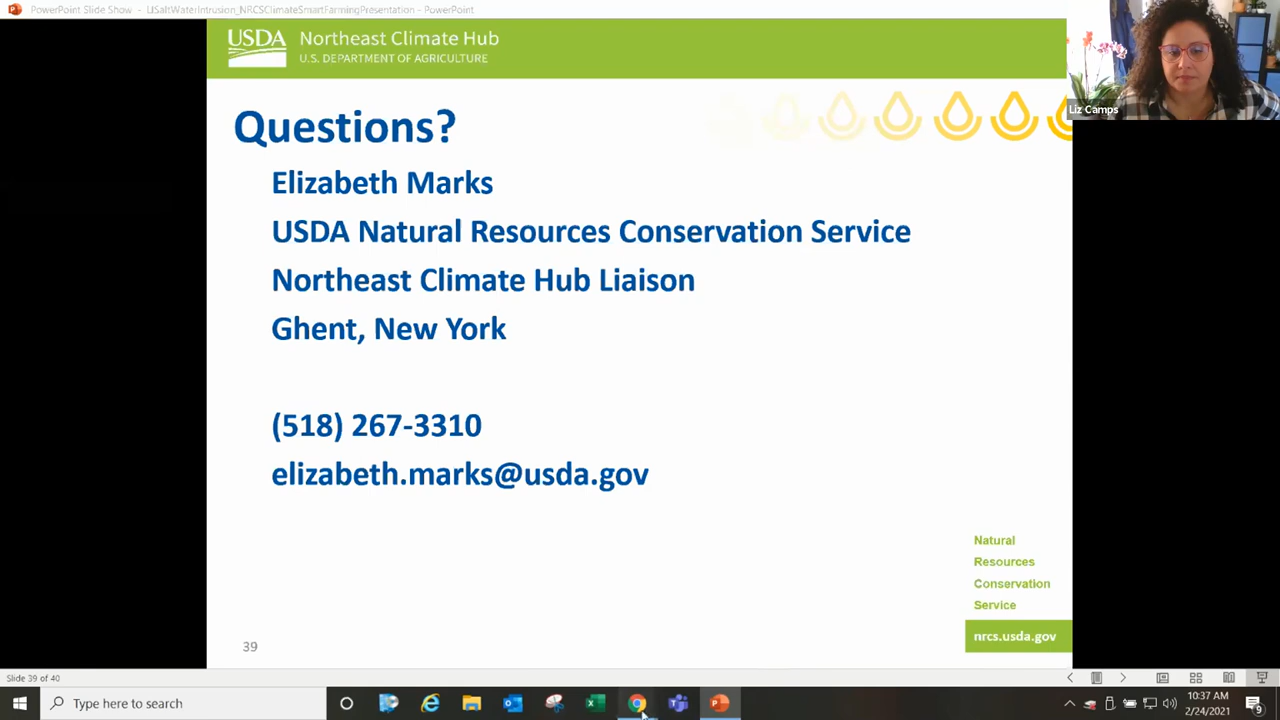 PowerPoint Slide Show - LISaltWaterIntrusion_NRCSClimateSmartFarmingPresentation - PowerPoint
USDA
Northeast Climate Hub
U.S. DEPARTMENT OF AGRICULTURE
Liz Camps
Questions?
Elizabeth Marks
USDA Natural Resources Conservation Service
Northeast Climate Hub Liaison
Ghent, New York
(518) 267-3310
elizabeth.marks@usda.gov
Natural
Resources
Conservation
Service
nrcs.usda.gov
39
Slide 39 of 40
Type here to search
10:37 AM
2/24/2021
9